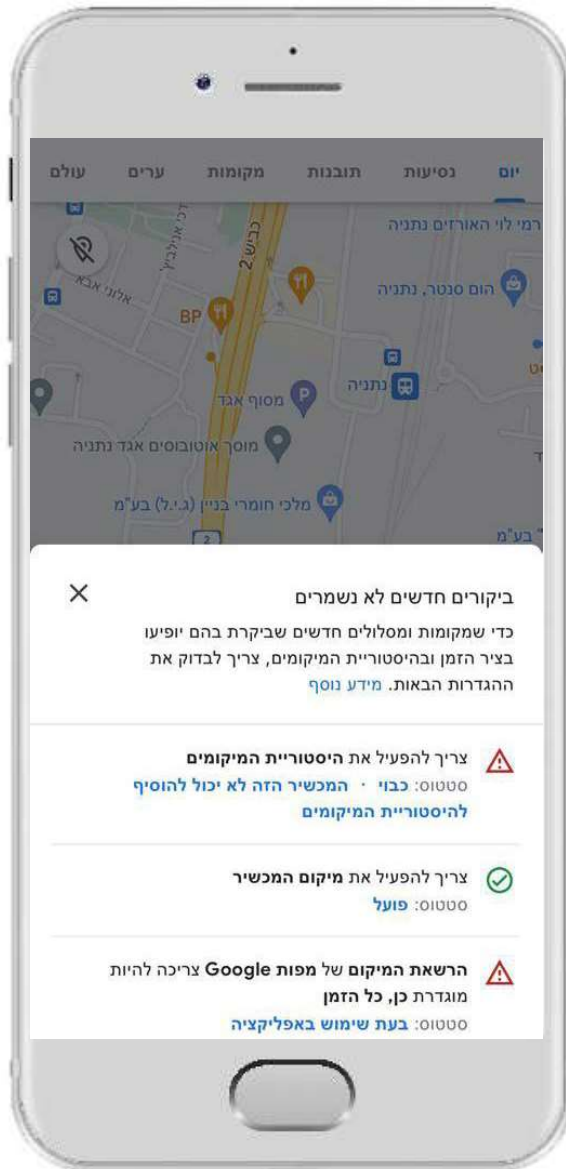 יום נסיעות תובנות מקומות ערים עולם
רמי לוי האורזים נתניה
כביש 2
הום סנטר, נתניה
אלוני אבא
BP
נתניה
מסוף אגד
P
מוסך אוטובוסים אגד נתניה
מלכי חומרי בניין (ג.י.ל) בע"מ
2
בע"מ
ביקורים חדשים לא נשמרים
כדי שמקומות ומסלולים חדשים שביקרת בהם יופיעו
בציר הזמן ובהיסטוריית המיקומים, צריך לבדוק את
ההגדרות הבאות. מידע נוסף
צריך להפעיל את היסטוריית המיקומים
סטטוס: כבוי · המכשיר הזה לא יכול להוסיף
להיסטוריית המיקומים
צריך להפעיל את מיקום המכשיר
סטטוס: פועל
הרשאת המיקום של מפות Google צריכה להיות
מוגדרת כן, כל הזמן
סטטוס: בעת שימוש באפליקציה